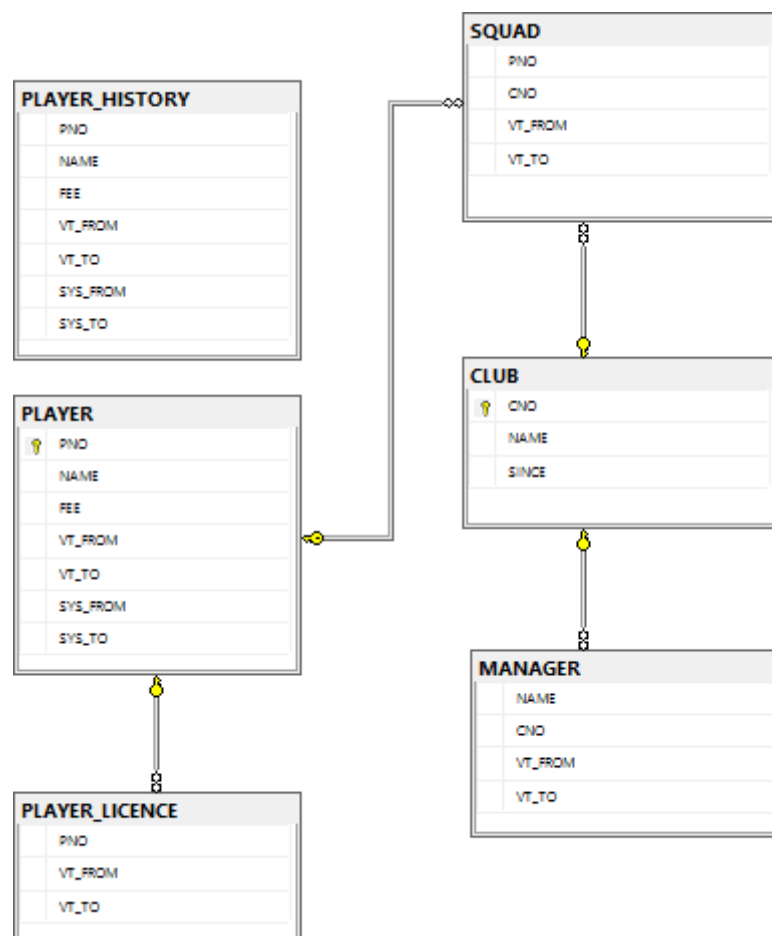 PLAYER_HISTORY
PNO
NAME
FEE
VT_FROM
VT_TO
SYS_FROM
SYS_TO
PLAYER
PNO
NAME
FEE
VT_FROM
VT_TO
SYS_FROM
SYS_TO
PLAYER_LICENCE
PNO
VT_FROM
VT_TO
SQUAD
PNO
CNO
VT_FROM
VT_TO
CLUB
CNO
NAME
SINCE
MANAGER
NAME
CNO
VT_FROM
VT_TO